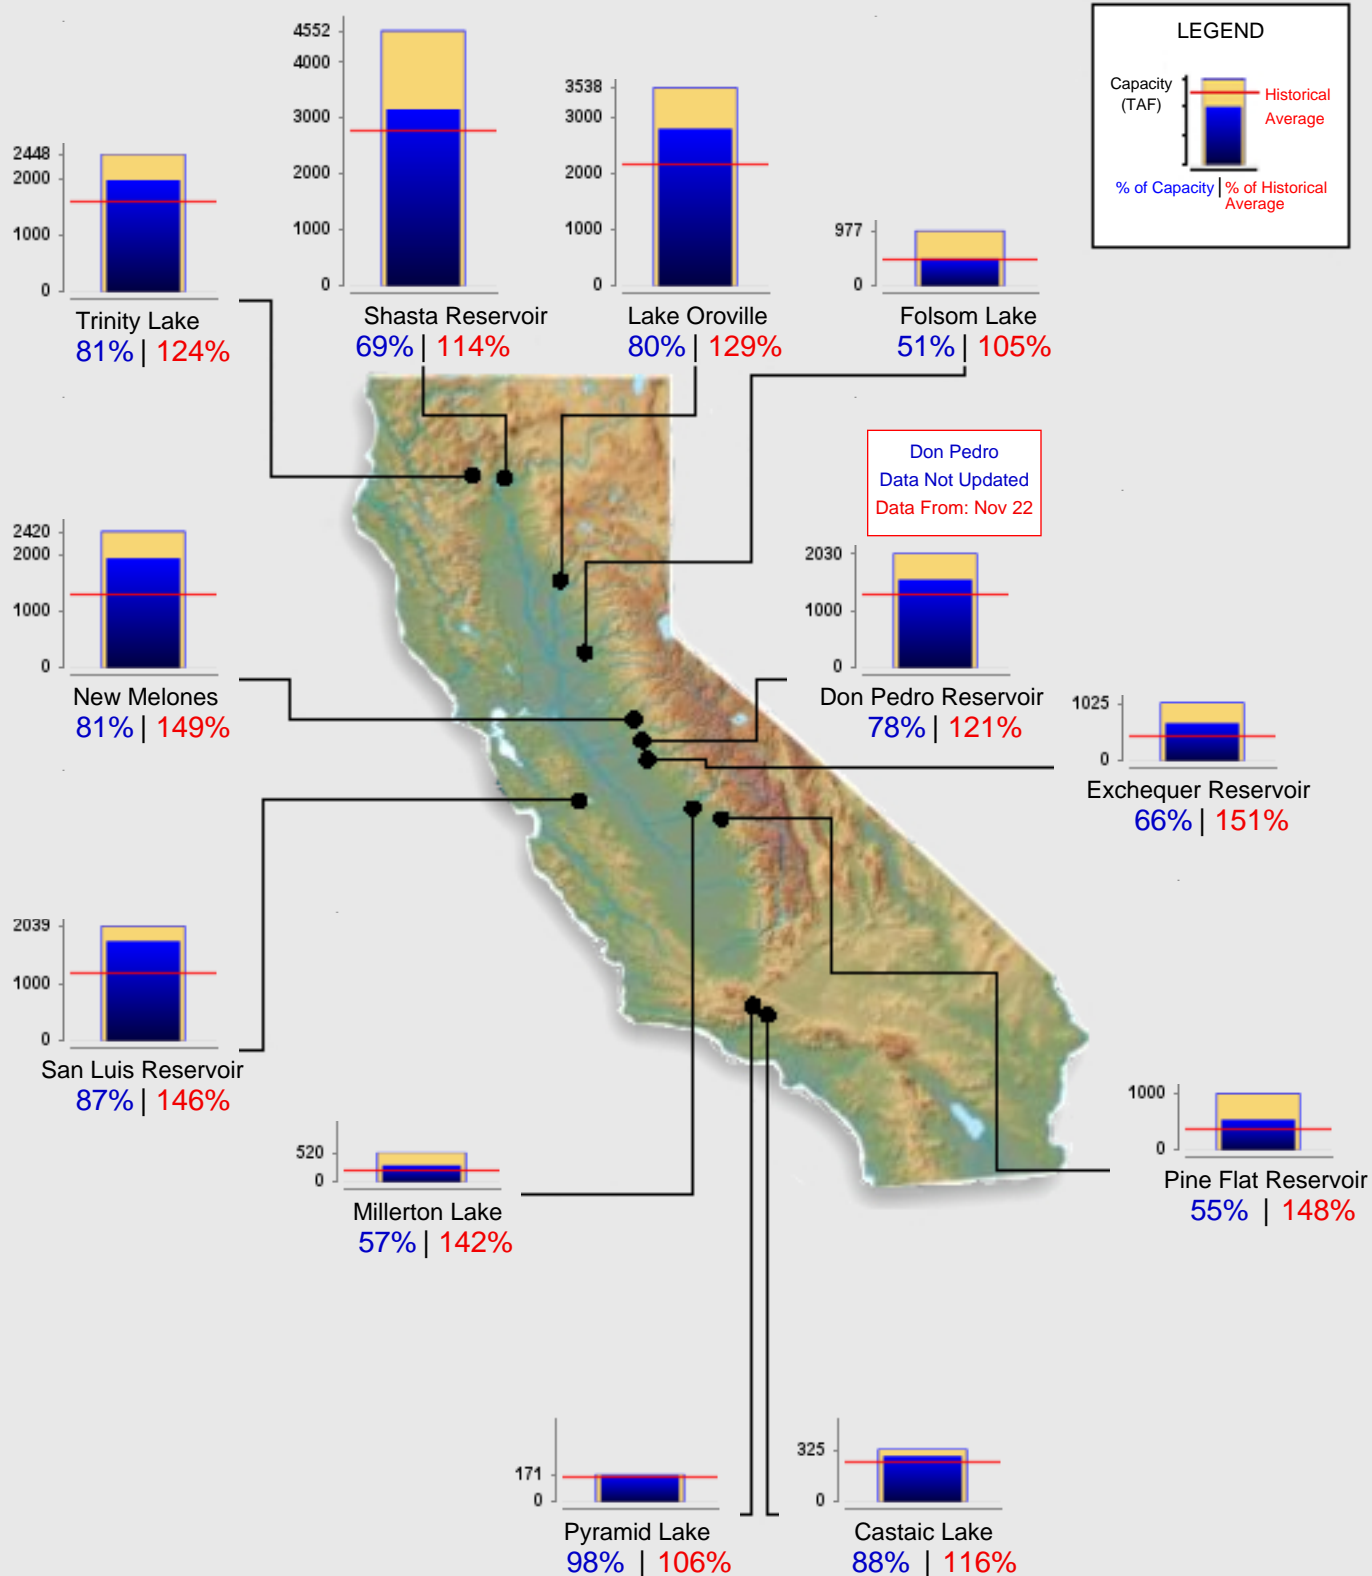 LEGEND
Capacity
(TAF)
Historical
Average
% of Capacity | % of Historical
Average
4552
4000
3000
2000
1000
0
Shasta Reservoir
69% | 114%
3538
3000
2000
1000
0
Lake Oroville
80% | 129%
2448
2000
1000
0
Trinity Lake
81% | 124%
977
0
Folsom Lake
51% | 105%
Don Pedro
Data Not Updated
Data From: Nov 22
2420
2000
1000
0
New Melones
81% | 149%
2030
1000
0
Don Pedro Reservoir
78% | 121%
1025
0
Exchequer Reservoir
66% | 151%
2039
1000
0
San Luis Reservoir
87% | 146%
520
0
Millerton Lake
57% | 142%
1000
0
Pine Flat Reservoir
55% | 148%
171
0
Pyramid Lake
98% | 106%
325
0
Castaic Lake
88% | 116%